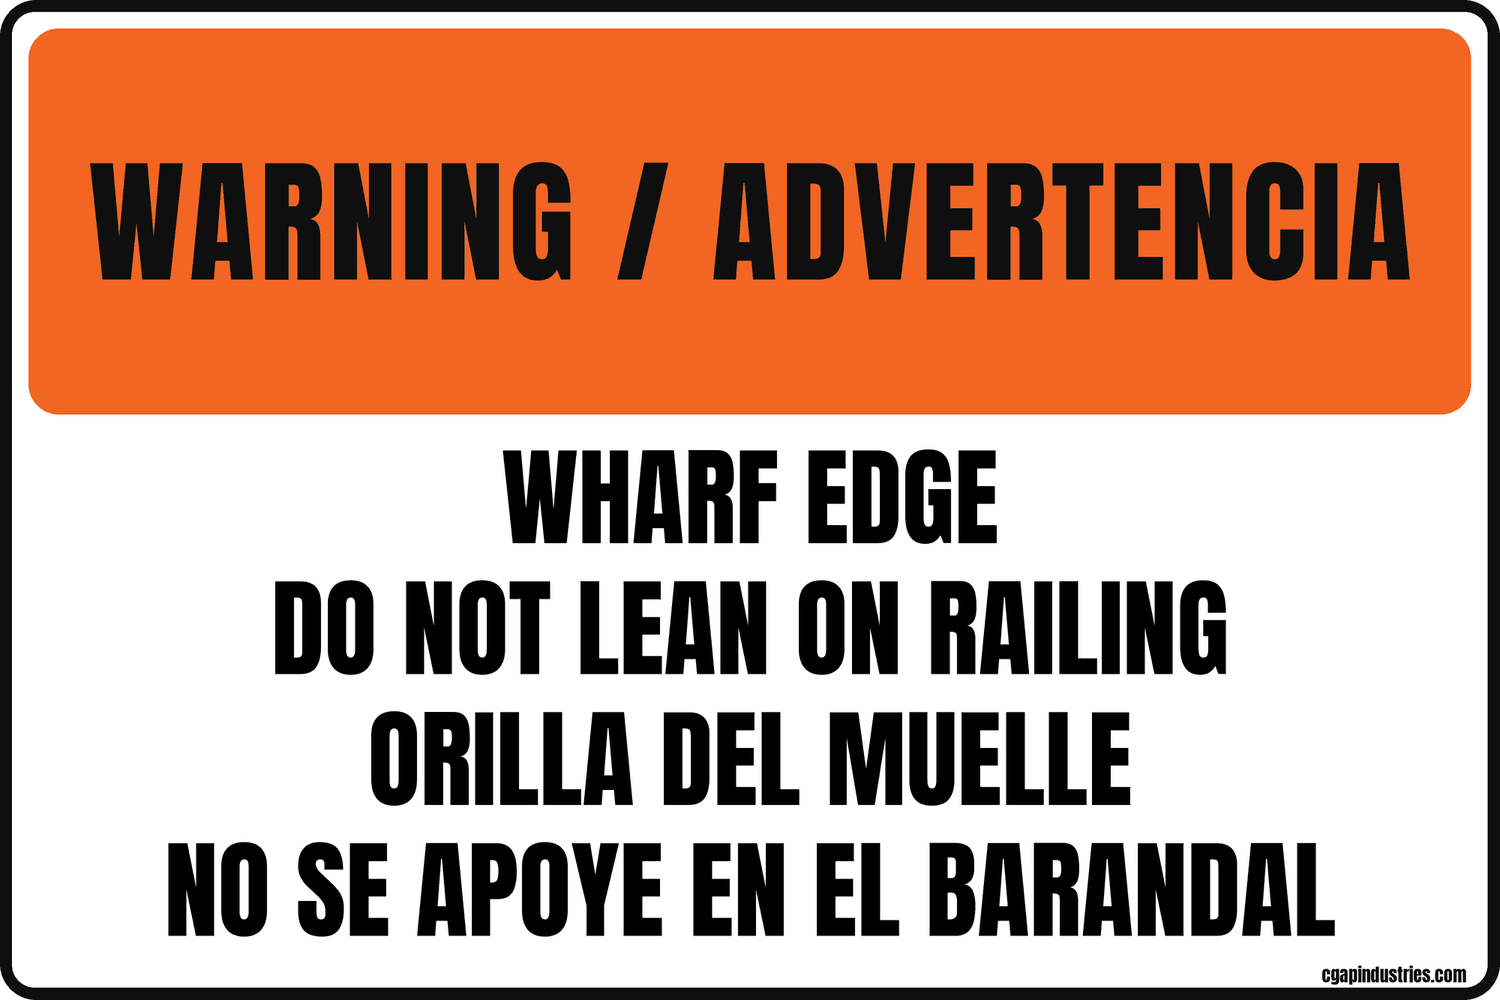 WARNING / ADVERTENCIA
WHARF EDGE
DO NOT LEAN ON RAILING
ORILLA DEL MUELLE
NO SE APOYE EN EL BARANDAL
cgapindustries.com